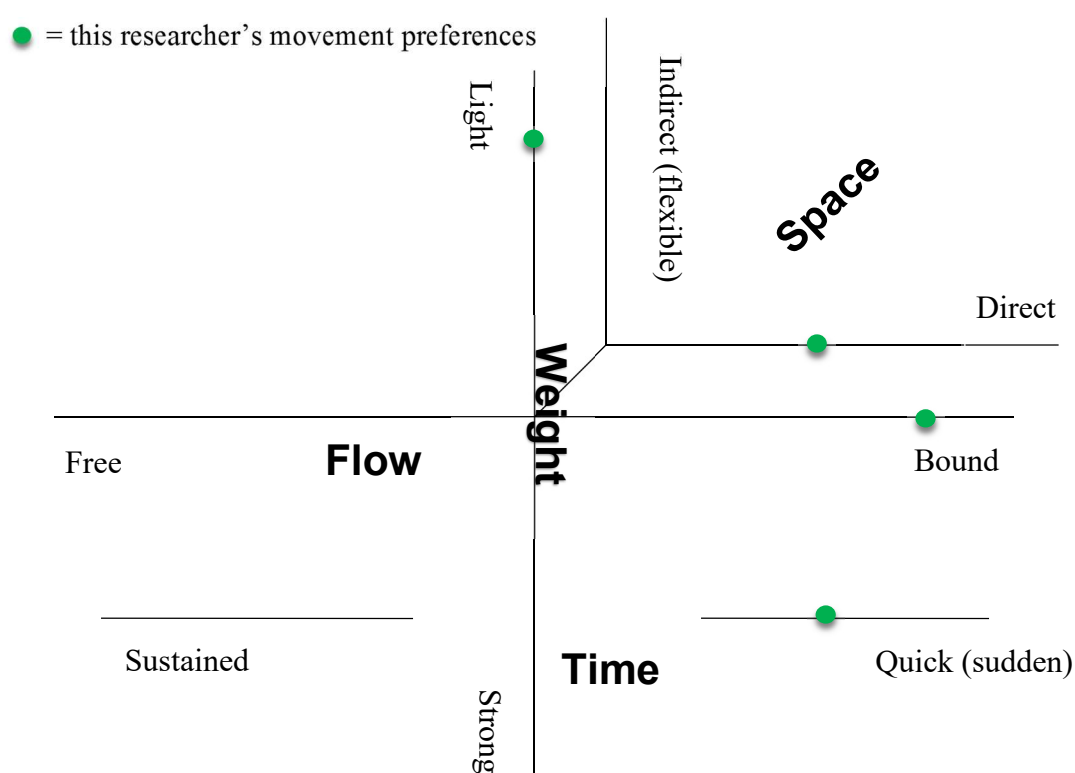 = this researcher’s movement preferences
Light
Indirect (flexible)
Space
Direct
Weight
Free
Flow
Bound
Sustained
Time
Quick (sudden)
Strong